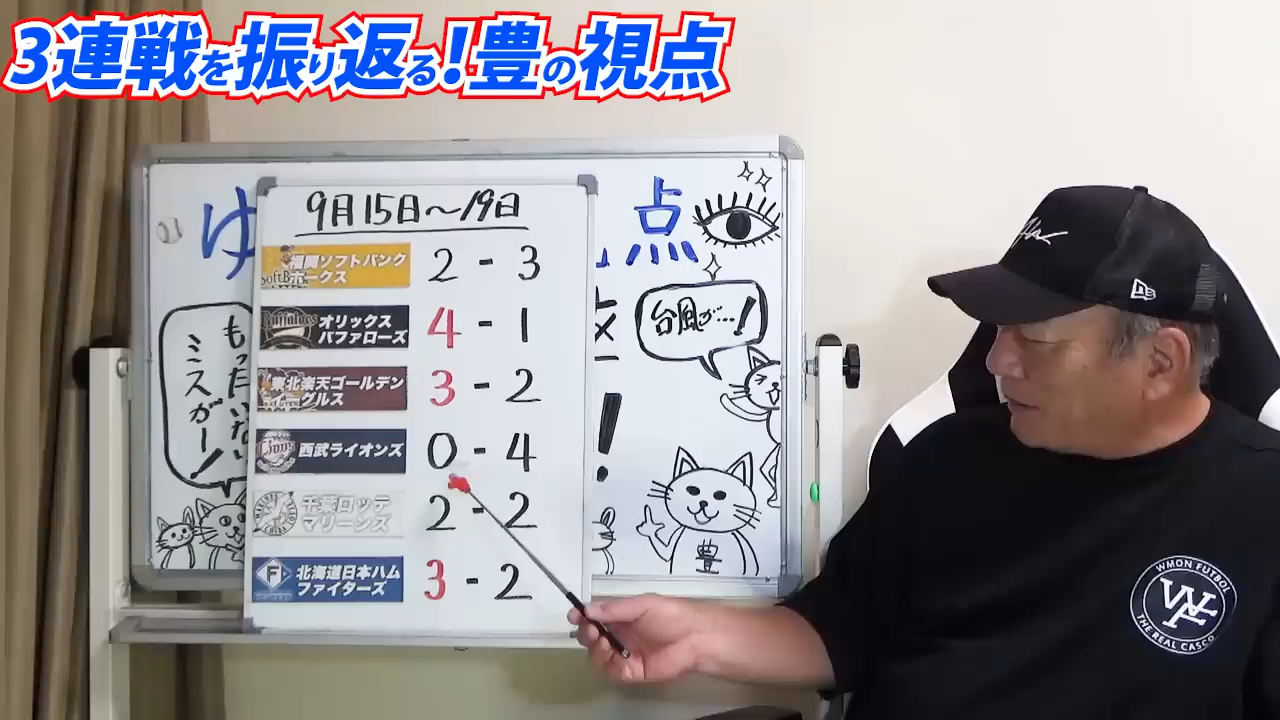 3連戦を振り返る!豊の視点
ゆ
点
9月15日~19日
福岡ソフトバンク
ホークス
2 - 3
Buffaloes
オリックス
バファローズ
4 - 1
東北楽天ゴールデン
イーグルス
3 - 2
Lions
西武ライオンズ
0 - 4
千葉ロッテ
マリーンズ
2 - 2
F
北海道日本ハム
ファイターズ
3 - 2
もったいない
ミスがー!
台風が…!
!
豊
WMON FUTBOL
THE REAL CASCO